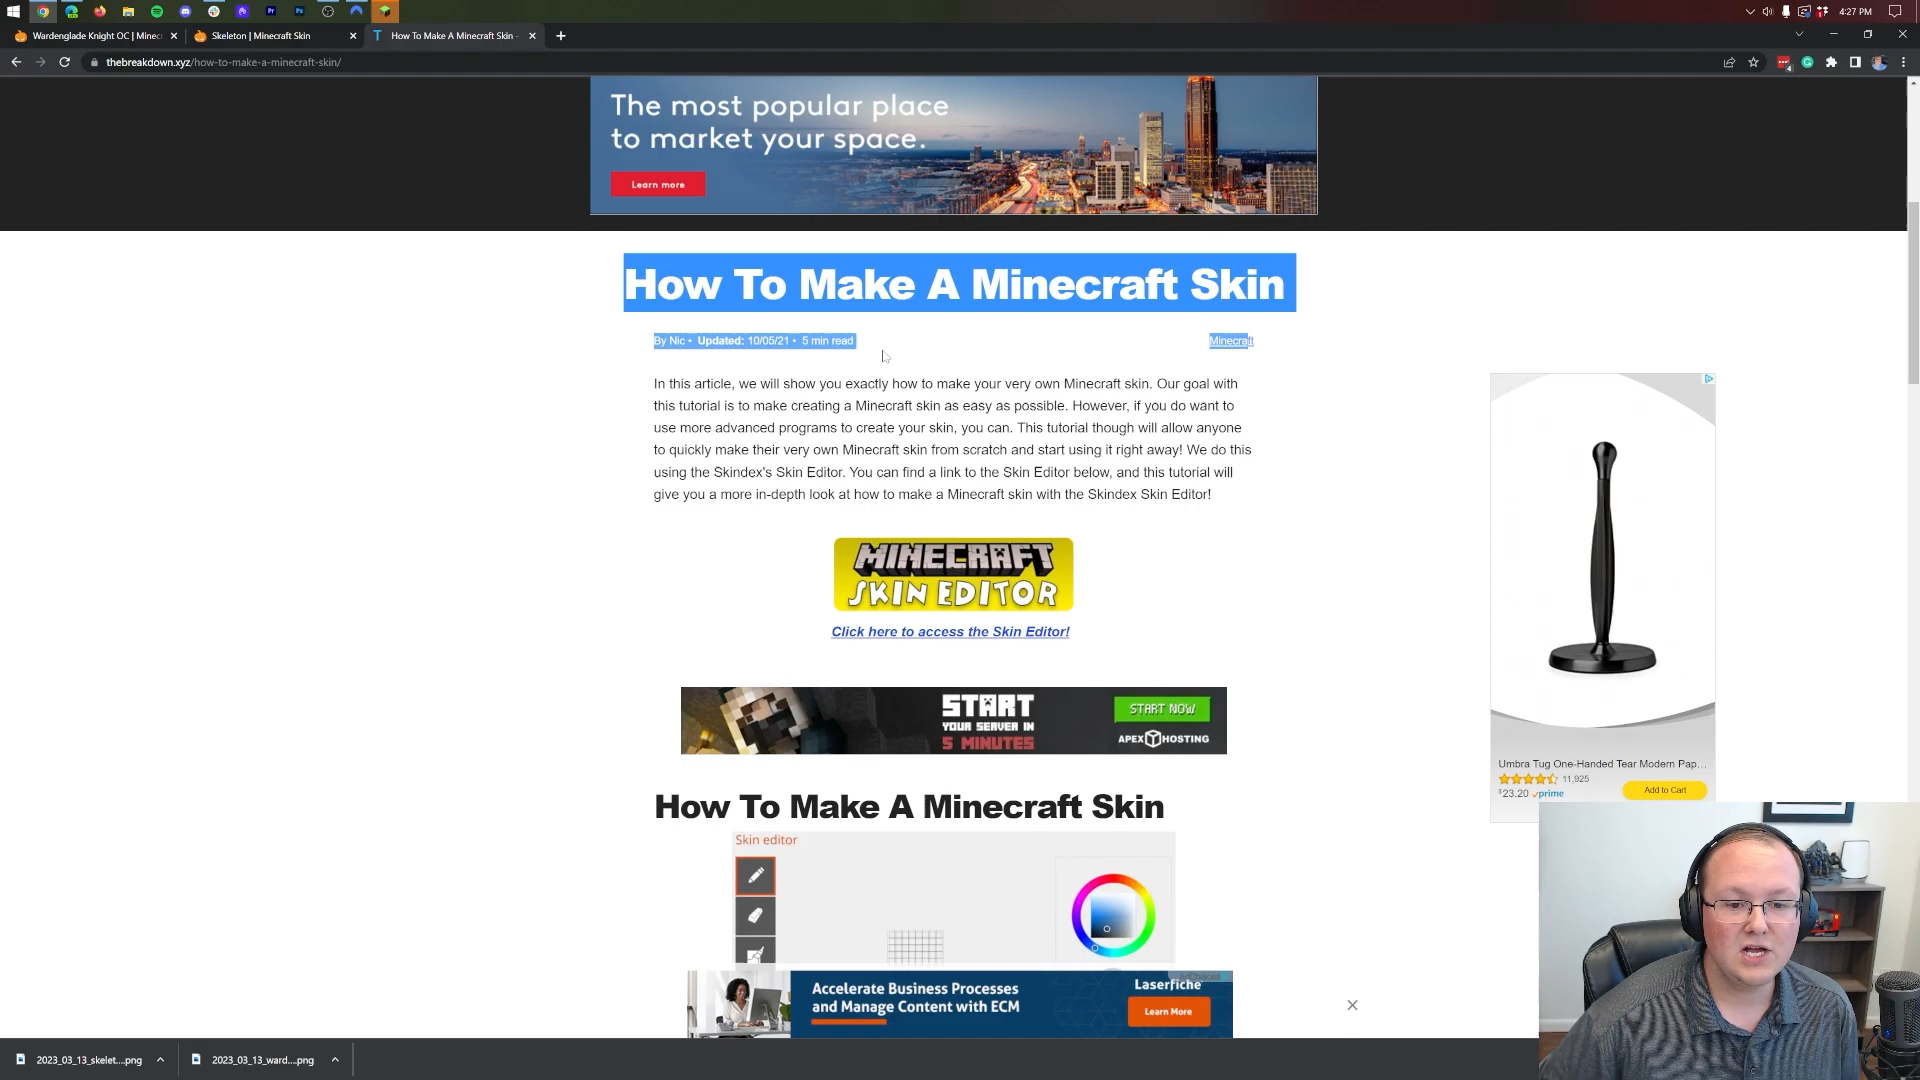 4:27 PM
Wardenglade Knight OC | Minec
Skeleton | Minecraft Skin
How To Make A Minecraft Skin -
thebreakdown.xyz/how-to-make-a-minecraft-skin/
The most popular place
to market your space.
Learn more
How To Make A Minecraft Skin
By Nic • Updated: 10/05/21 • 5 min read
Minecraft
In this article, we will show you exactly how to make your very own Minecraft skin. Our goal with
this tutorial is to make creating a Minecraft skin as easy as possible. However, if you do want to
use more advanced programs to create your skin, you can. This tutorial though will allow anyone
to quickly make their very own Minecraft skin from scratch and start using it right away! We do this
using the Skindex's Skin Editor. You can find a link to the Skin Editor below, and this tutorial will
give you a more in-depth look at how to make a Minecraft skin with the Skindex Skin Editor!
MINECRAFT
SKIN EDITOR
Click here to access the Skin Editor!
START
YOUR SERVER IN
5 MINUTES
START NOW
APEX HOSTING
Umbra Tug One-Handed Tear Modern Pap...
11,925
$23.20 prime
Add to Cart
How To Make A Minecraft Skin
Skin editor
AdChoices
Accelerate Business Processes
and Manage Content with ECM
Laserfiche
Learn More
2023_03_13_skelet....png
2023_03_13_ward....png